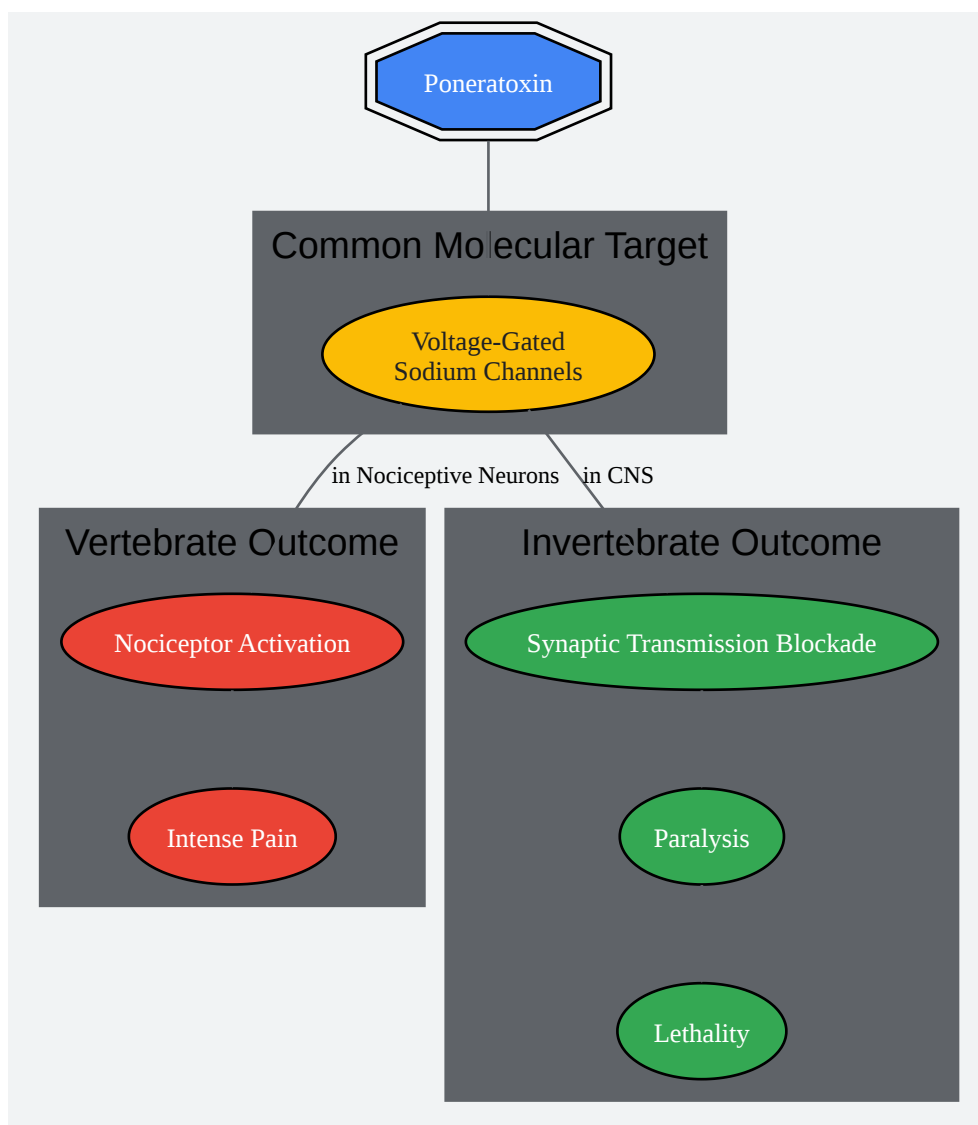 Poneratoxin
Common Molecular Target
Voltage-Gated
Sodium Channels
in Nociceptive Neurons
in CNS
Vertebrate Outcome
Nociceptor Activation
Intense Pain
Invertebrate Outcome
Synaptic Transmission Blockade
Paralysis
Lethality